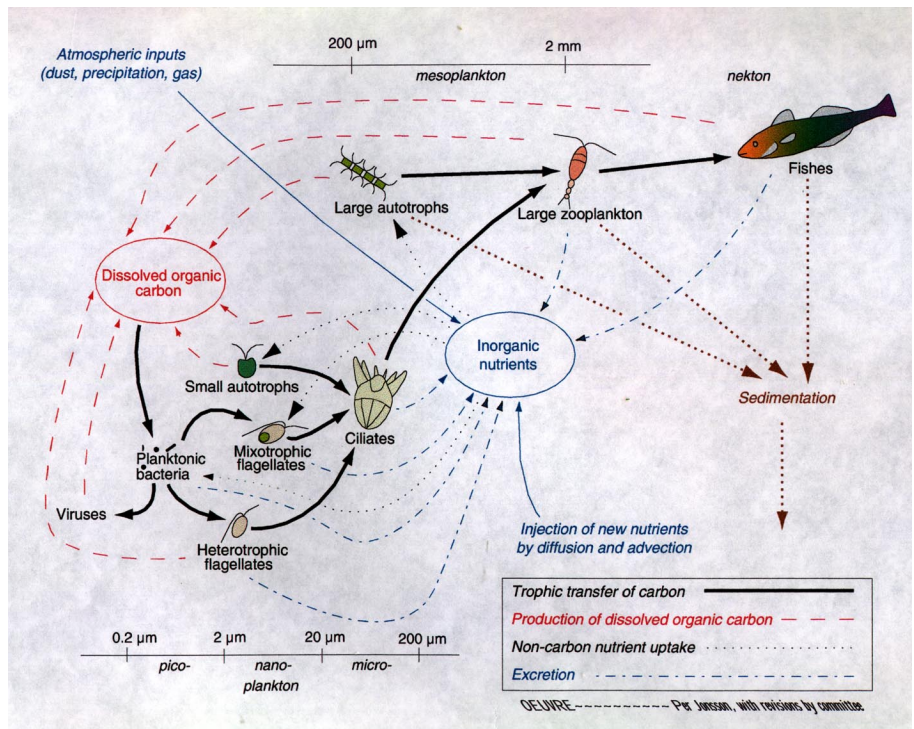 Atmospheric inputs
(dust, precipitation, gas)
200 µm
2 mm
mesoplankton
nekton
Fishes
Large autotrophs
Large zooplankton
Dissolved organic
carbon
Inorganic
nutrients
Small autotrophs
Sedimentation
Mixotrophic
flagellates
Ciliates
Planktonic
bacteria
Viruses
Heterotrophic
flagellates
Injection of new nutrients
by diffusion and advection
Trophic transfer of carbon
Production of dissolved organic carbon
Non-carbon nutrient uptake
Excretion
0.2 µm
2 µm
20 µm
200 µm
pico-
nano-
micro-
plankton
OEUVRE---------- Per Jonsson, with revisions by committee